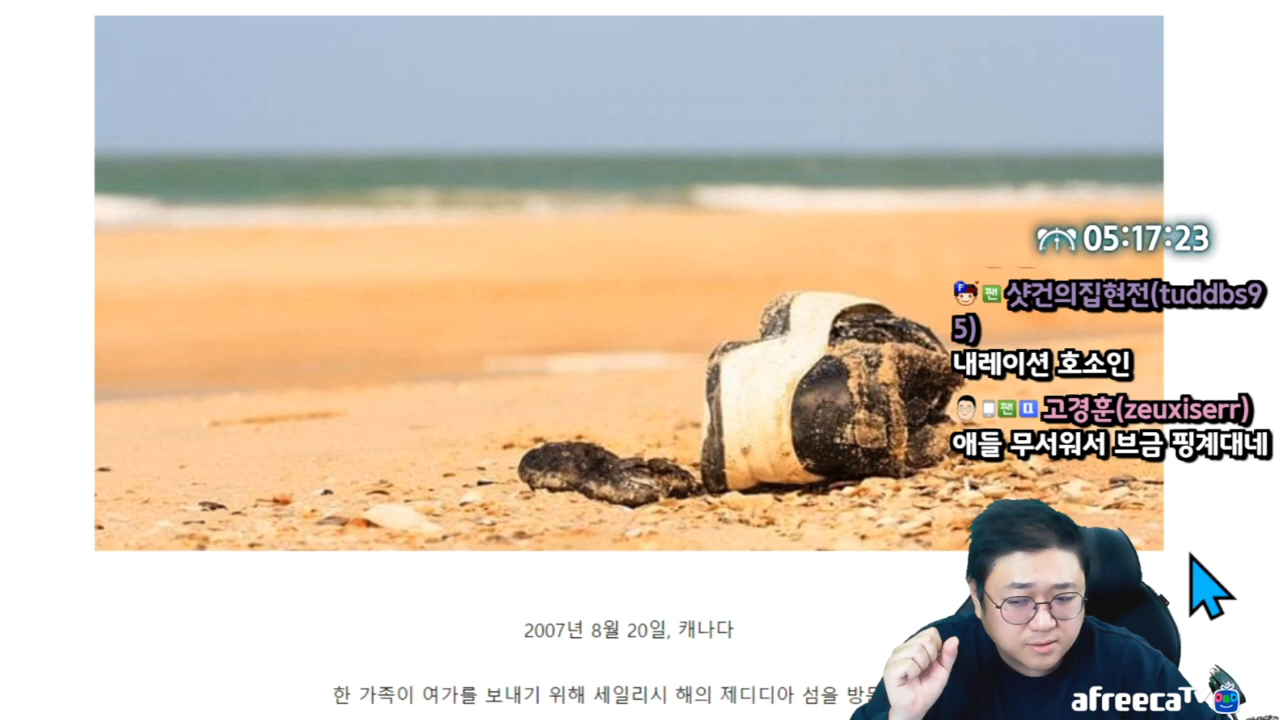 05:17:23
샷건의집현전(tuddbs9
5)
내레이션 호소인
고경훈(zeuxiserr)
애들 무서워서 브금 핑계대네
2007년 8월 20일, 캐나다
한 가족이 여가를 보내기 위해 세일리시 해의 제디디아 섬을
afreecaTV